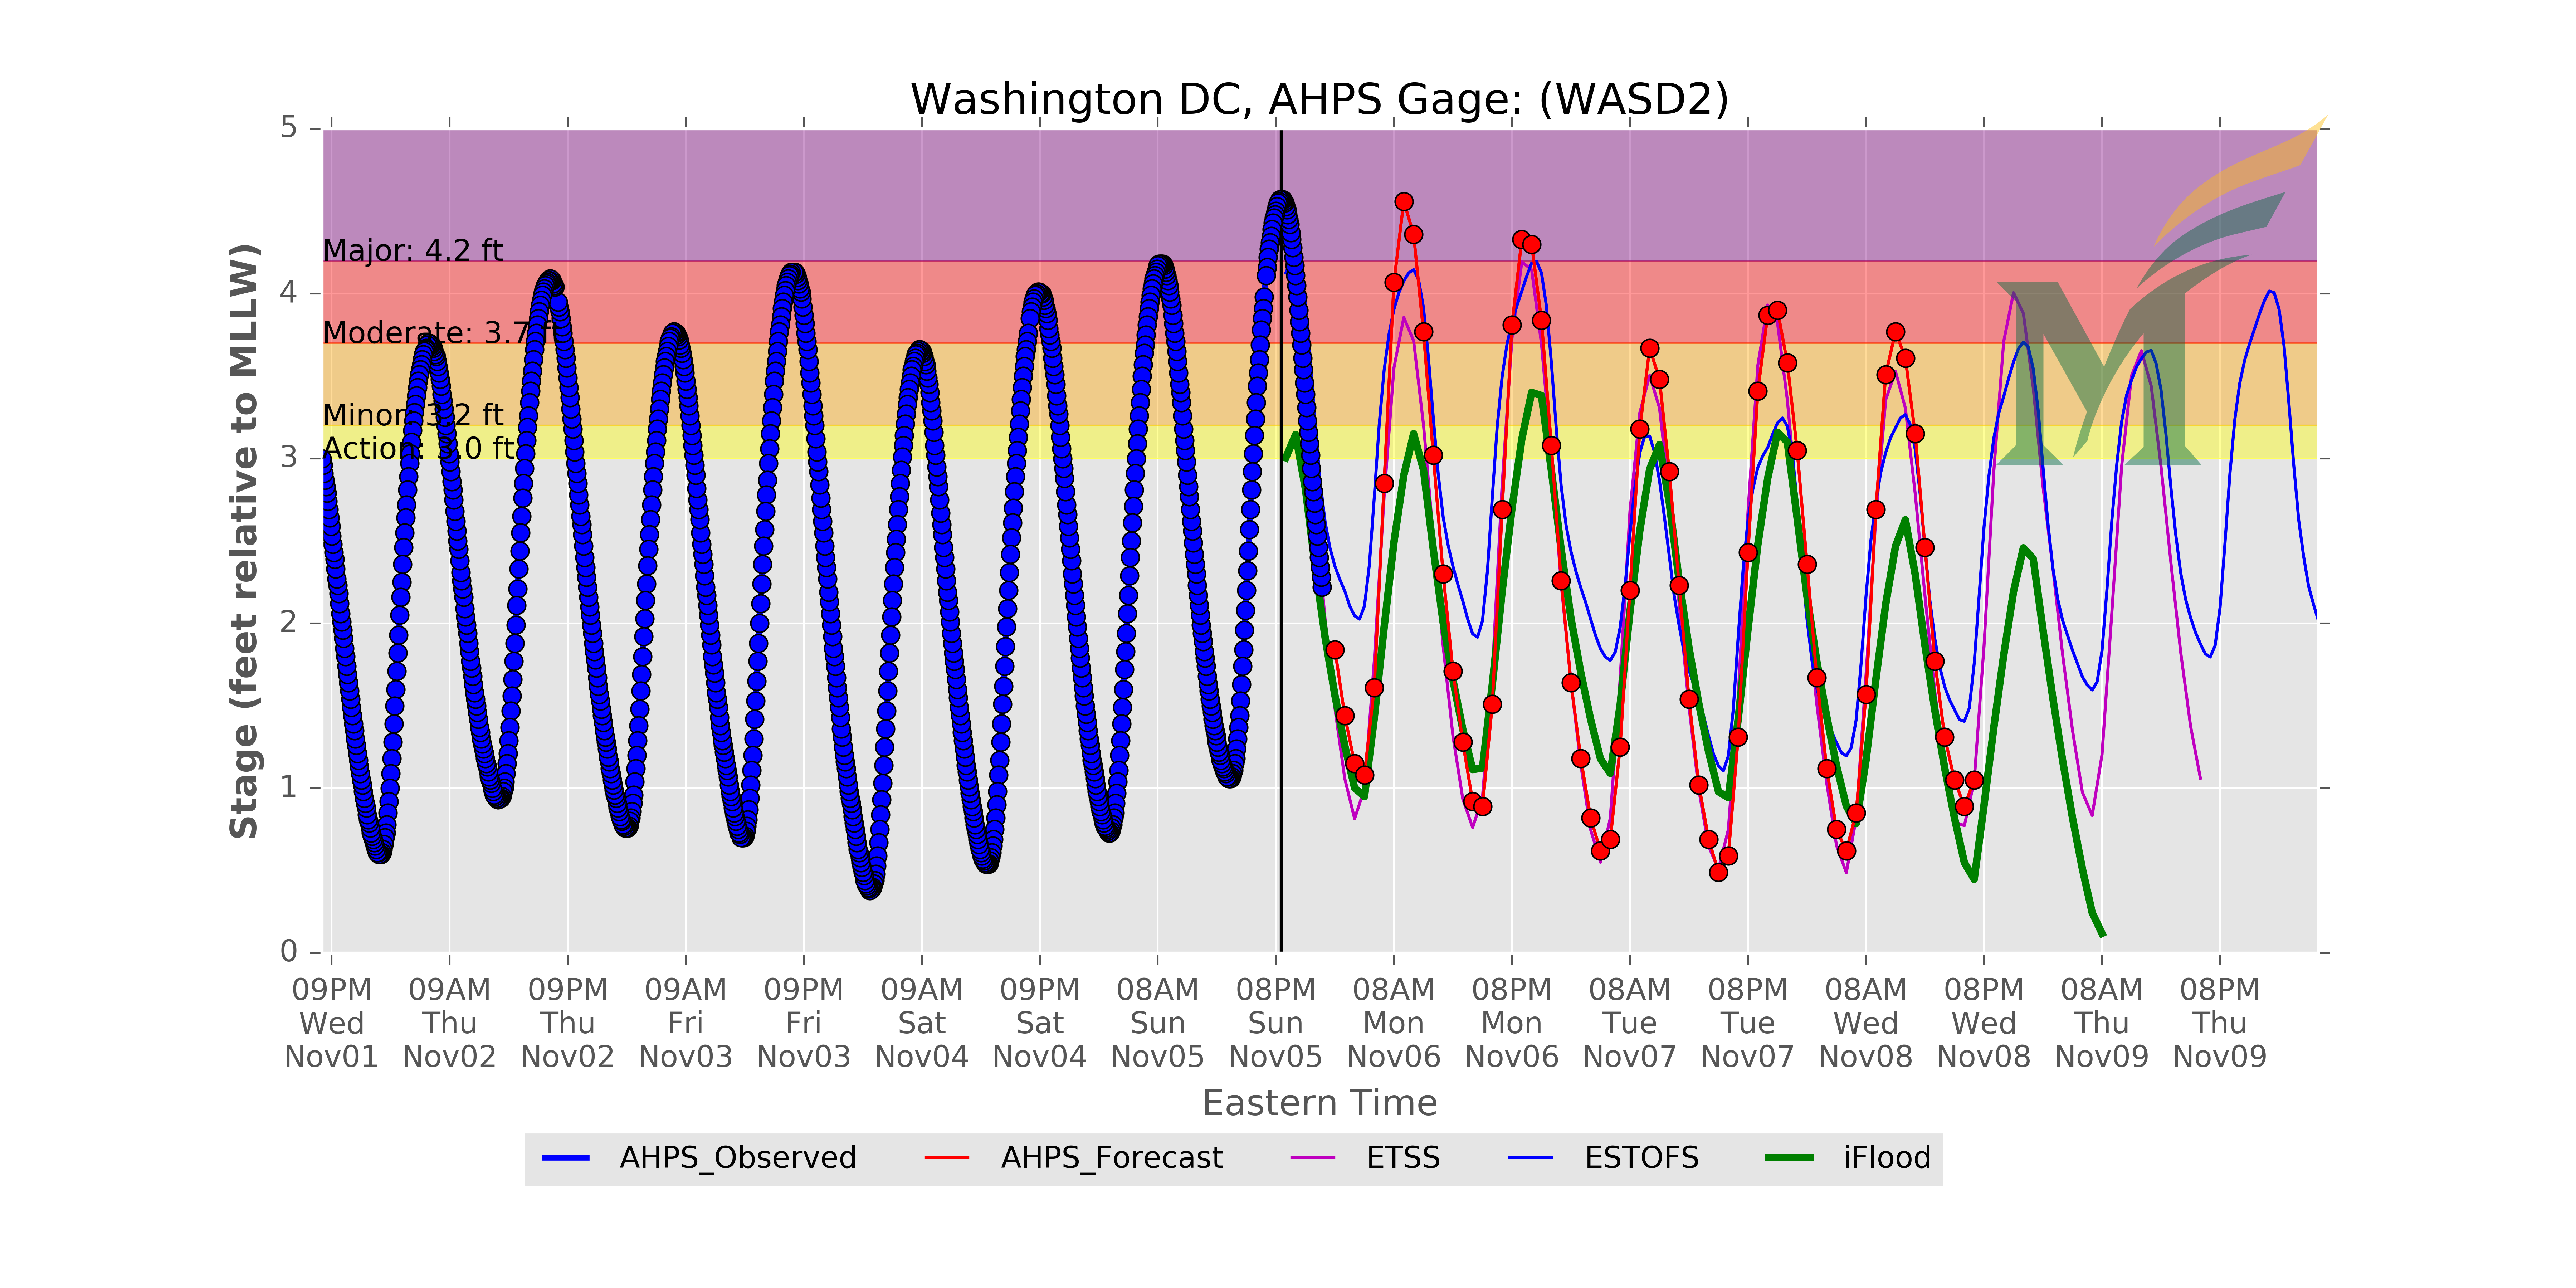 Washington DC, AHPS Gage: (WASD2)
Stage (feet relative to MLLW)
5
4
3
2
1
0
Major: 4.2 ft
Moderate: 3.7 ft
Minor: 3.2 ft
Action: 3.0 ft
09PM 09AM 09PM 09AM 09PM 09AM 09PM 08AM 08PM 08AM 08PM 08AM 08PM 08AM 08PM 08AM 08PM
Wed Thu Thu Fri Fri Sat Sat Sun Sun Mon Mon Tue Tue Wed Wed Thu Thu
Nov01 Nov02 Nov02 Nov03 Nov03 Nov04 Nov04 Nov05 Nov05 Nov06 Nov06 Nov07 Nov07 Nov08 Nov08 Nov09 Nov09
Eastern Time
AHPS_Observed AHPS_Forecast ETSS ESTOFS iFlood
M